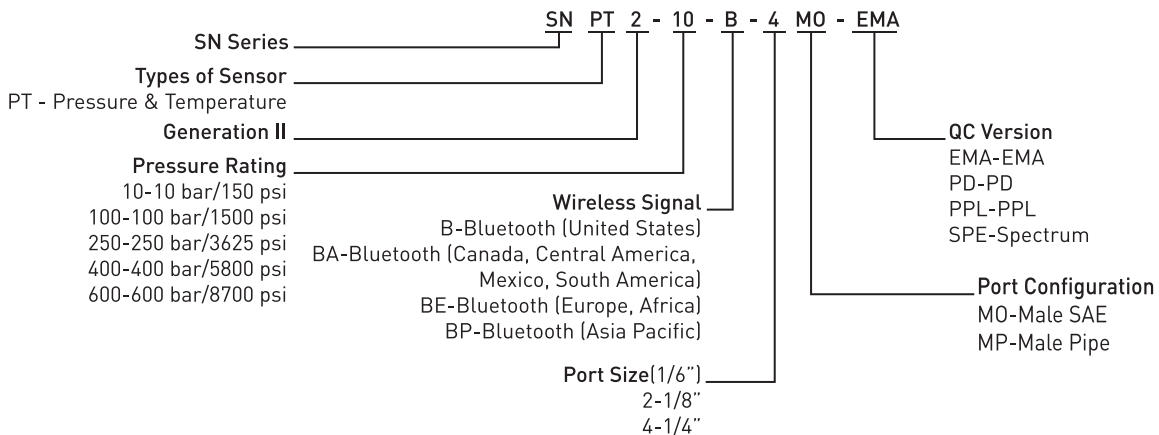 SN PT 2 - 10 - B - 4 MO - EMA
SN Series
Types of Sensor
PT - Pressure & Temperature
Generation II
Pressure Rating
10-10 bar/150 psi
100-100 bar/1500 psi
250-250 bar/3625 psi
400-400 bar/5800 psi
600-600 bar/8700 psi
Wireless Signal
B-Bluetooth (United States)
BA-Bluetooth (Canada, Central America,
Mexico, South America)
BE-Bluetooth (Europe, Africa)
BP-Bluetooth (Asia Pacific)
Port Size(1/6”)
2-1/8”
4-1/4”
QC Version
EMA-EMA
PD-PD
PPL-PPL
SPE-Spectrum
Port Configuration
MO-Male SAE
MP-Male Pipe